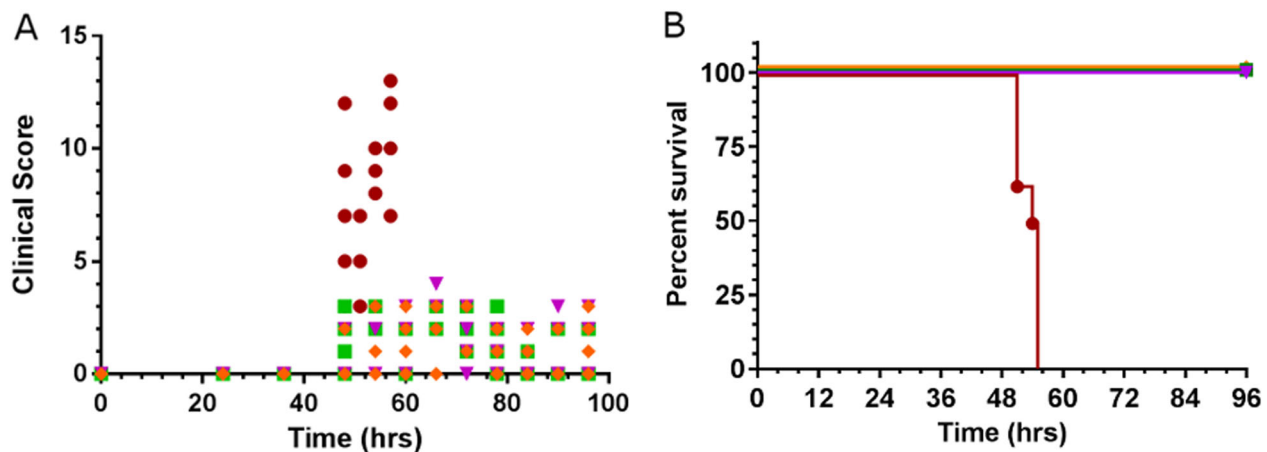 A
15
10
5
0
Clinical Score
0 20 40 60 80 100
Time (hrs)
B
100
75
50
25
0
Percent survival
0 12 24 36 48 60 72 84 96
Time (hrs)